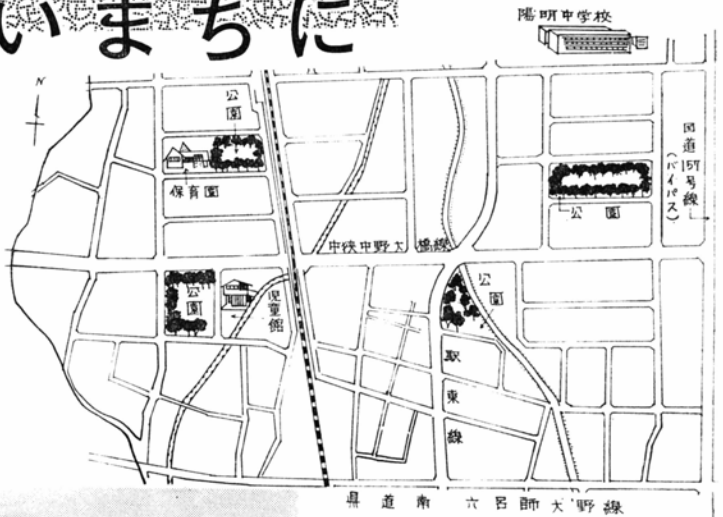 いまちに
陽明中学校
N
公園
保育園
国道157号線
(バイパス)
公園
中挾中野大橋線
公園
児童館
公園
駅東線
県道南六呂師大野線